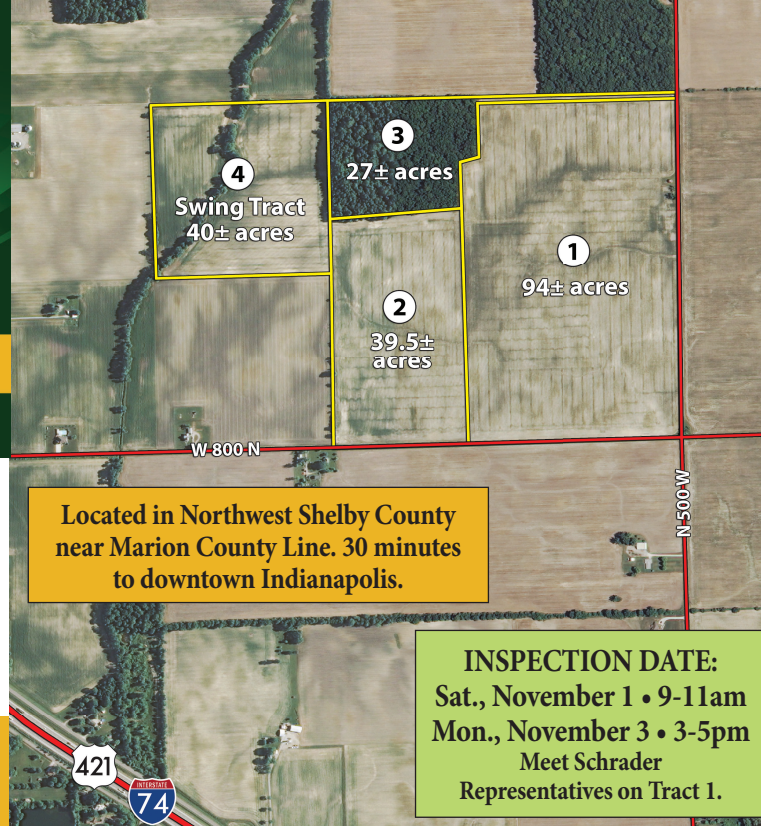 3
27± acres
4
Swing Tract
40± acres
1
94± acres
2
39.5±
acres
W 800 N
N 500 W
Located in Northwest Shelby County
near Marion County Line. 30 minutes
to downtown Indianapolis.
INSPECTION DATE:
Sat., November 1 • 9-11am
Mon., November 3 • 3-5pm
Meet Schrader
Representatives on Tract 1.
421
INTERSTATE
74